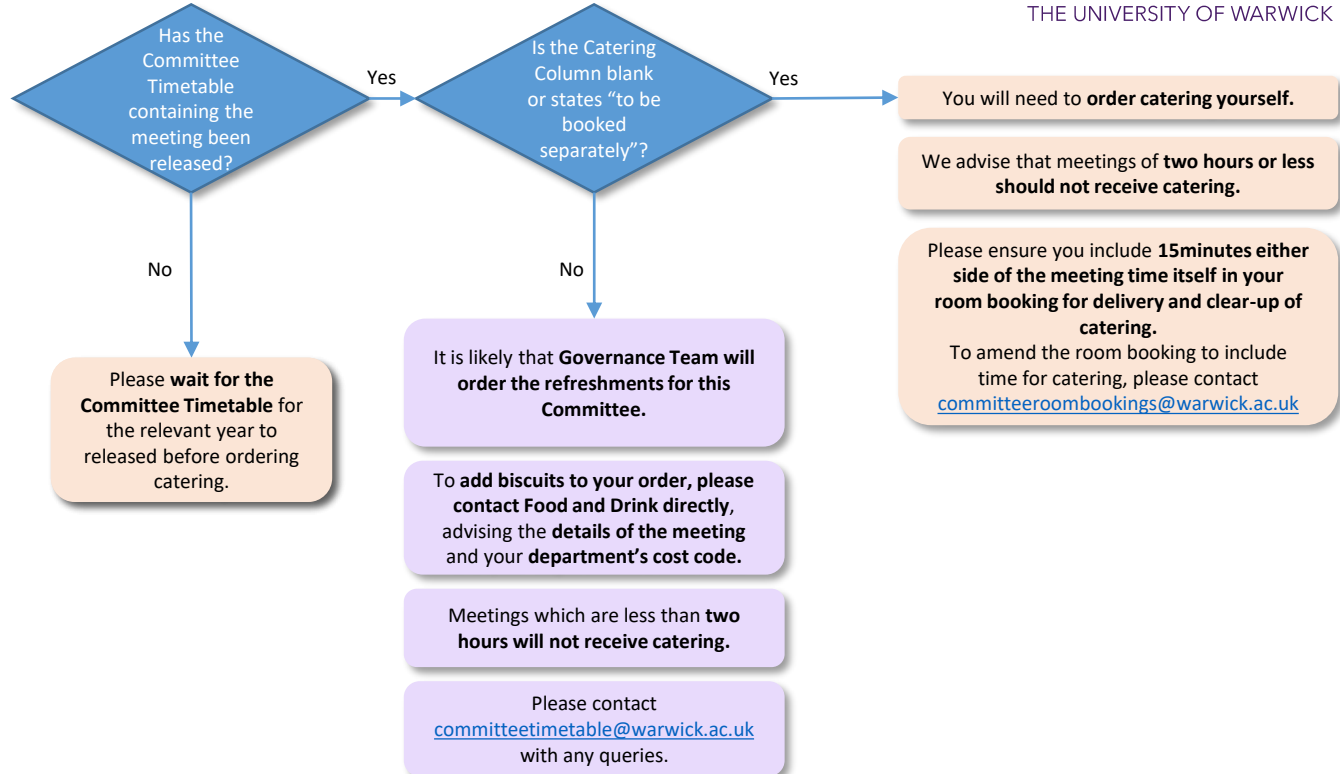 THE UNIVERSITY OF WARWICK
Has the
Committee
Timetable
containing the
meeting been
released?
Yes
No
Please wait for the
Committee Timetable for
the relevant year to
released before ordering
catering.
Is the Catering
Column blank
or states “to be
booked
separately”?
Yes
No
It is likely that Governance Team will
order the refreshments for this
Committee.
To add biscuits to your order, please
contact Food and Drink directly,
advising the details of the meeting
and your department’s cost code.
Meetings which are less than two
hours will not receive catering.
Please contact
committeetimetable@warwick.ac.uk
with any queries.
You will need to order catering yourself.
We advise that meetings of two hours or less
should not receive catering.
Please ensure you include 15minutes either
side of the meeting time itself in your
room booking for delivery and clear-up of
catering.
To amend the room booking to include
time for catering, please contact
committeeroombookings@warwick.ac.uk